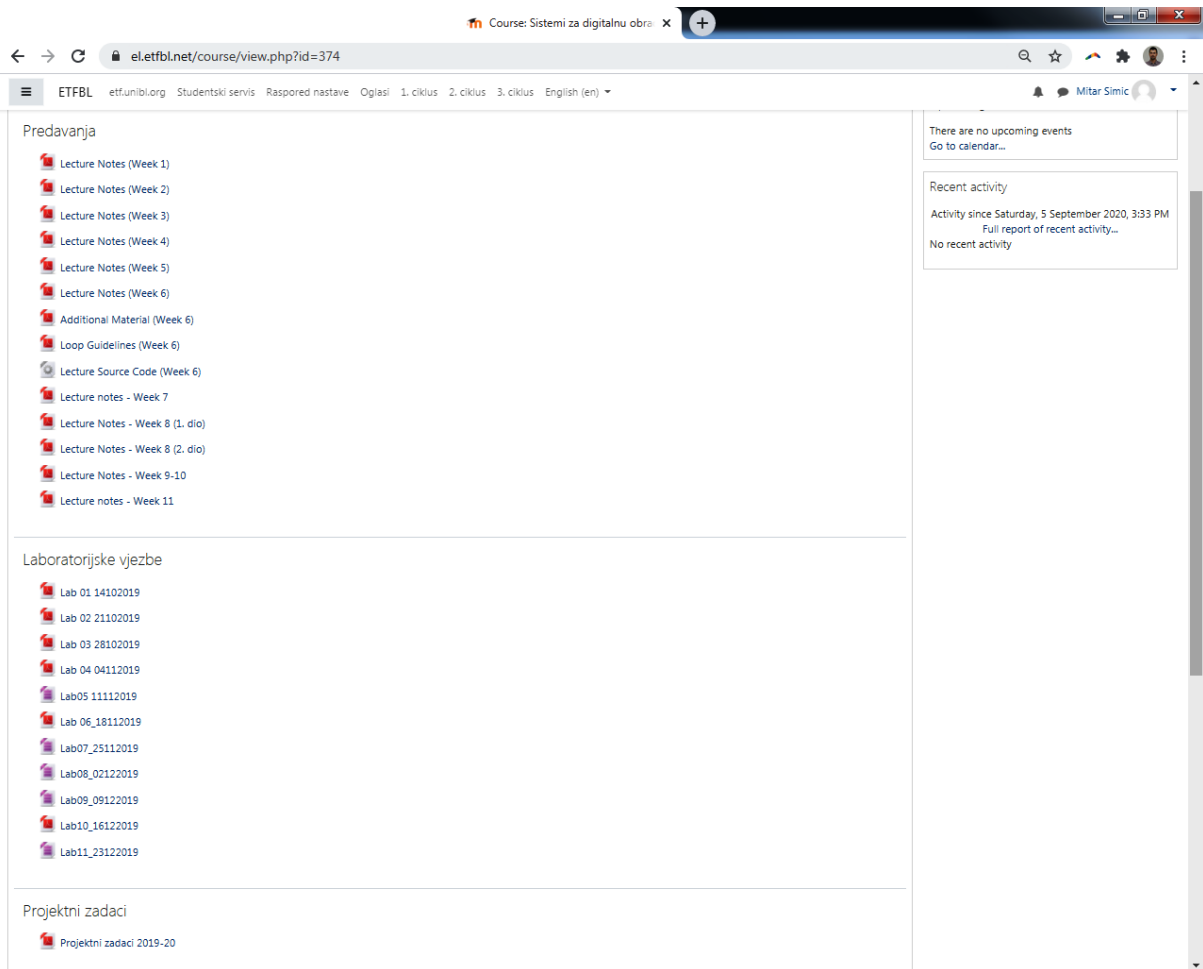 Course: Sistemi za digitalnu obra
el.etfbl.net/course/view.php?id=374
ETFBL etf.unibl.org Studentski servis Raspored nastave Oglasi 1. ciklus 2. ciklus 3. ciklus English (en) Mitar Simic
Predavanja
Lecture Notes (Week 1)
Lecture Notes (Week 2)
Lecture Notes (Week 3)
Lecture Notes (Week 4)
Lecture Notes (Week 5)
Lecture Notes (Week 6)
Additional Material (Week 6)
Loop Guidelines (Week 6)
Lecture Source Code (Week 6)
Lecture notes - Week 7
Lecture Notes - Week 8 (1. dio)
Lecture Notes - Week 8 (2. dio)
Lecture Notes - Week 9-10
Lecture notes - Week 11
Laboratorijske vjezbe
Lab 01 14102019
Lab 02 21102019
Lab 03 28102019
Lab 04 04112019
Lab05 11112019
Lab 06_18112019
Lab07_25112019
Lab08_02122019
Lab09_09122019
Lab10_16122019
Lab11_23122019
Projektni zadaci
Projektni zadaci 2019-20
There are no upcoming events
Go to calendar...
Recent activity
Activity since Saturday, 5 September 2020, 3:33 PM
Full report of recent activity...
No recent activity